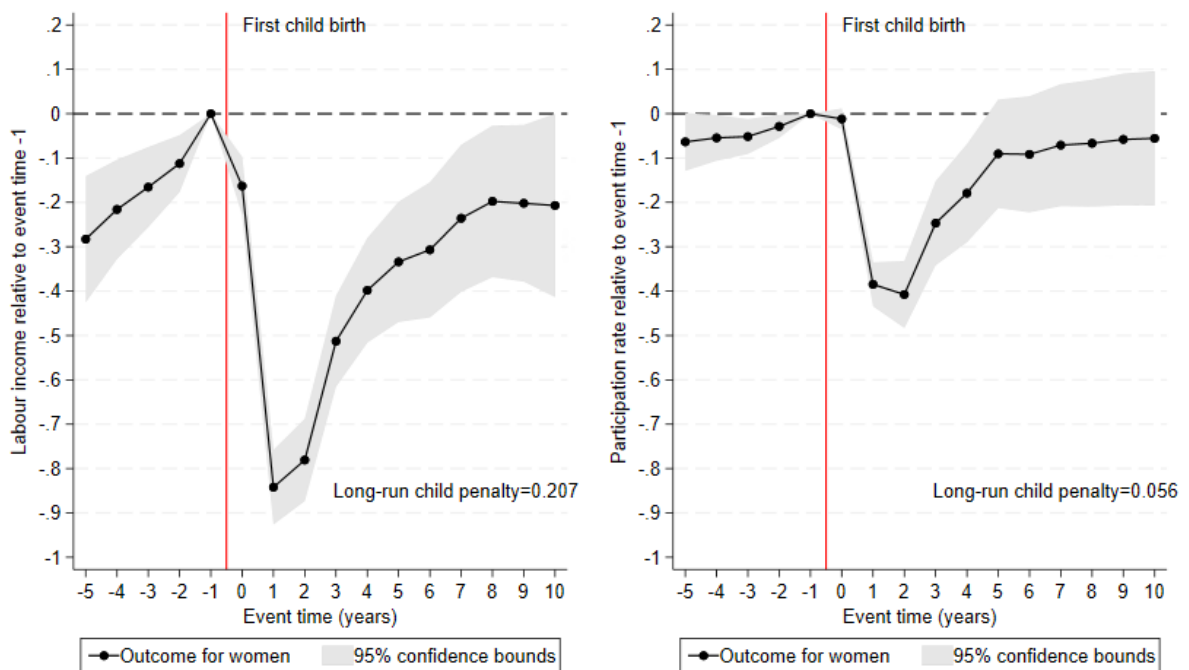 First child birth
Labour income relative to event time -1
.2
.1
0
-.1
-.2
-.3
-.4
-.5
-.6
-.7
-.8
-.9
-1
Long-run child penalty=0.207
-5 -4 -3 -2 -1 0 1 2 3 4 5 6 7 8 9 10
Event time (years)
Outcome for women 95% confidence bounds
First child birth
Participation rate relative to event time -1
.2
.1
0
-.1
-.2
-.3
-.4
-.5
-.6
-.7
-.8
-.9
-1
Long-run child penalty=0.056
-5 -4 -3 -2 -1 0 1 2 3 4 5 6 7 8 9 10
Event time (years)
Outcome for women 95% confidence bounds